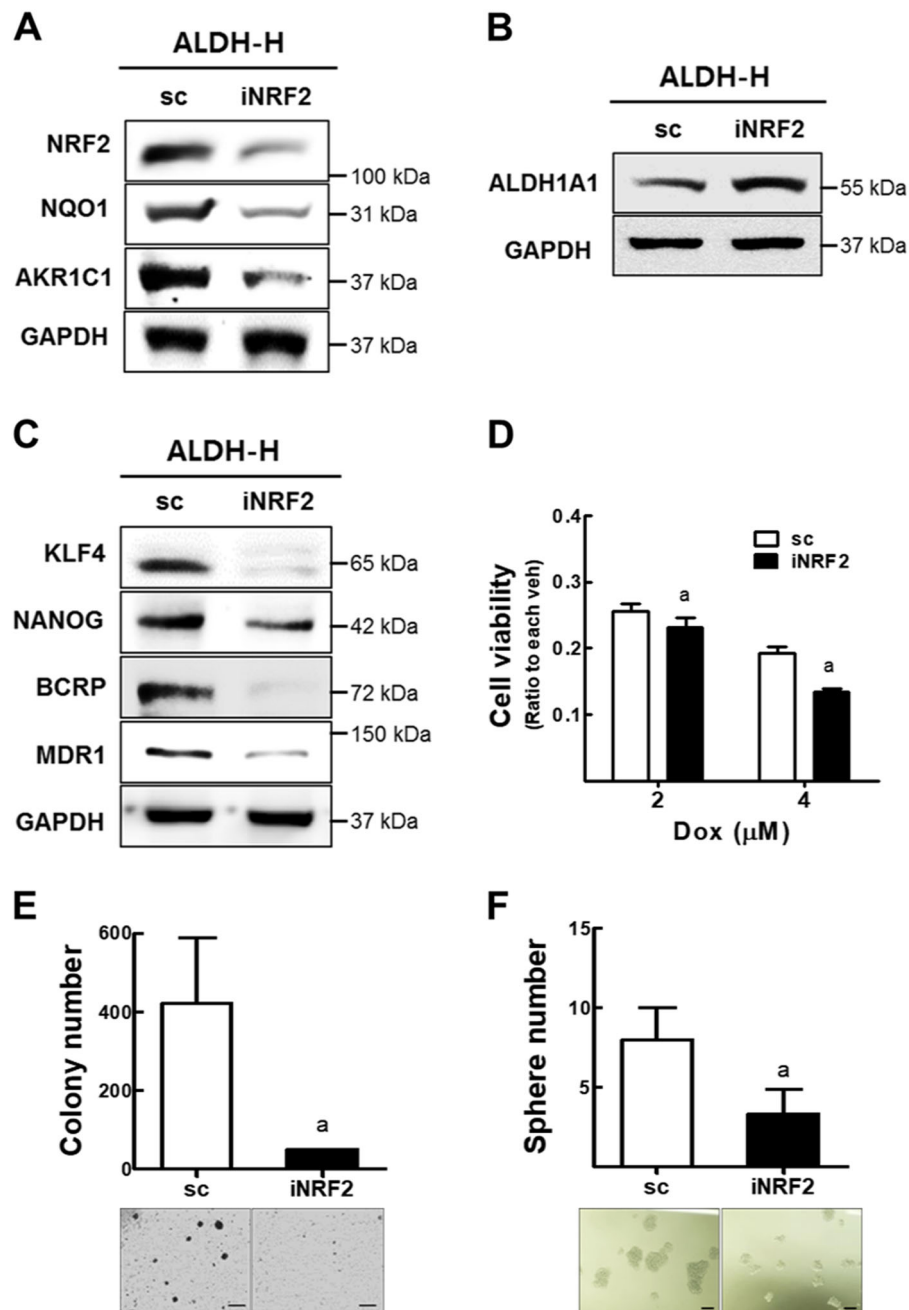 A
ALDH-H
sc iNRF2
NRF2
100 kDa
NQO1
31 kDa
AKR1C1
37 kDa
GAPDH
37 kDa
B
ALDH-H
sc iNRF2
ALDH1A1
55 kDa
GAPDH
37 kDa
C
ALDH-H
sc iNRF2
KLF4
65 kDa
NANOG
42 kDa
BCRP
72 kDa
150 kDa
MDR1
GAPDH
37 kDa
D
Cell viability
(Ratio to each veh)
0.4
0.3
0.2
0.1
sc
iNRF2
a
a
2 4
Dox (μM)
E
Colony number
600
400
200
0
a
sc iNRF2
F
Sphere number
15
10
5
a
sc iNRF2